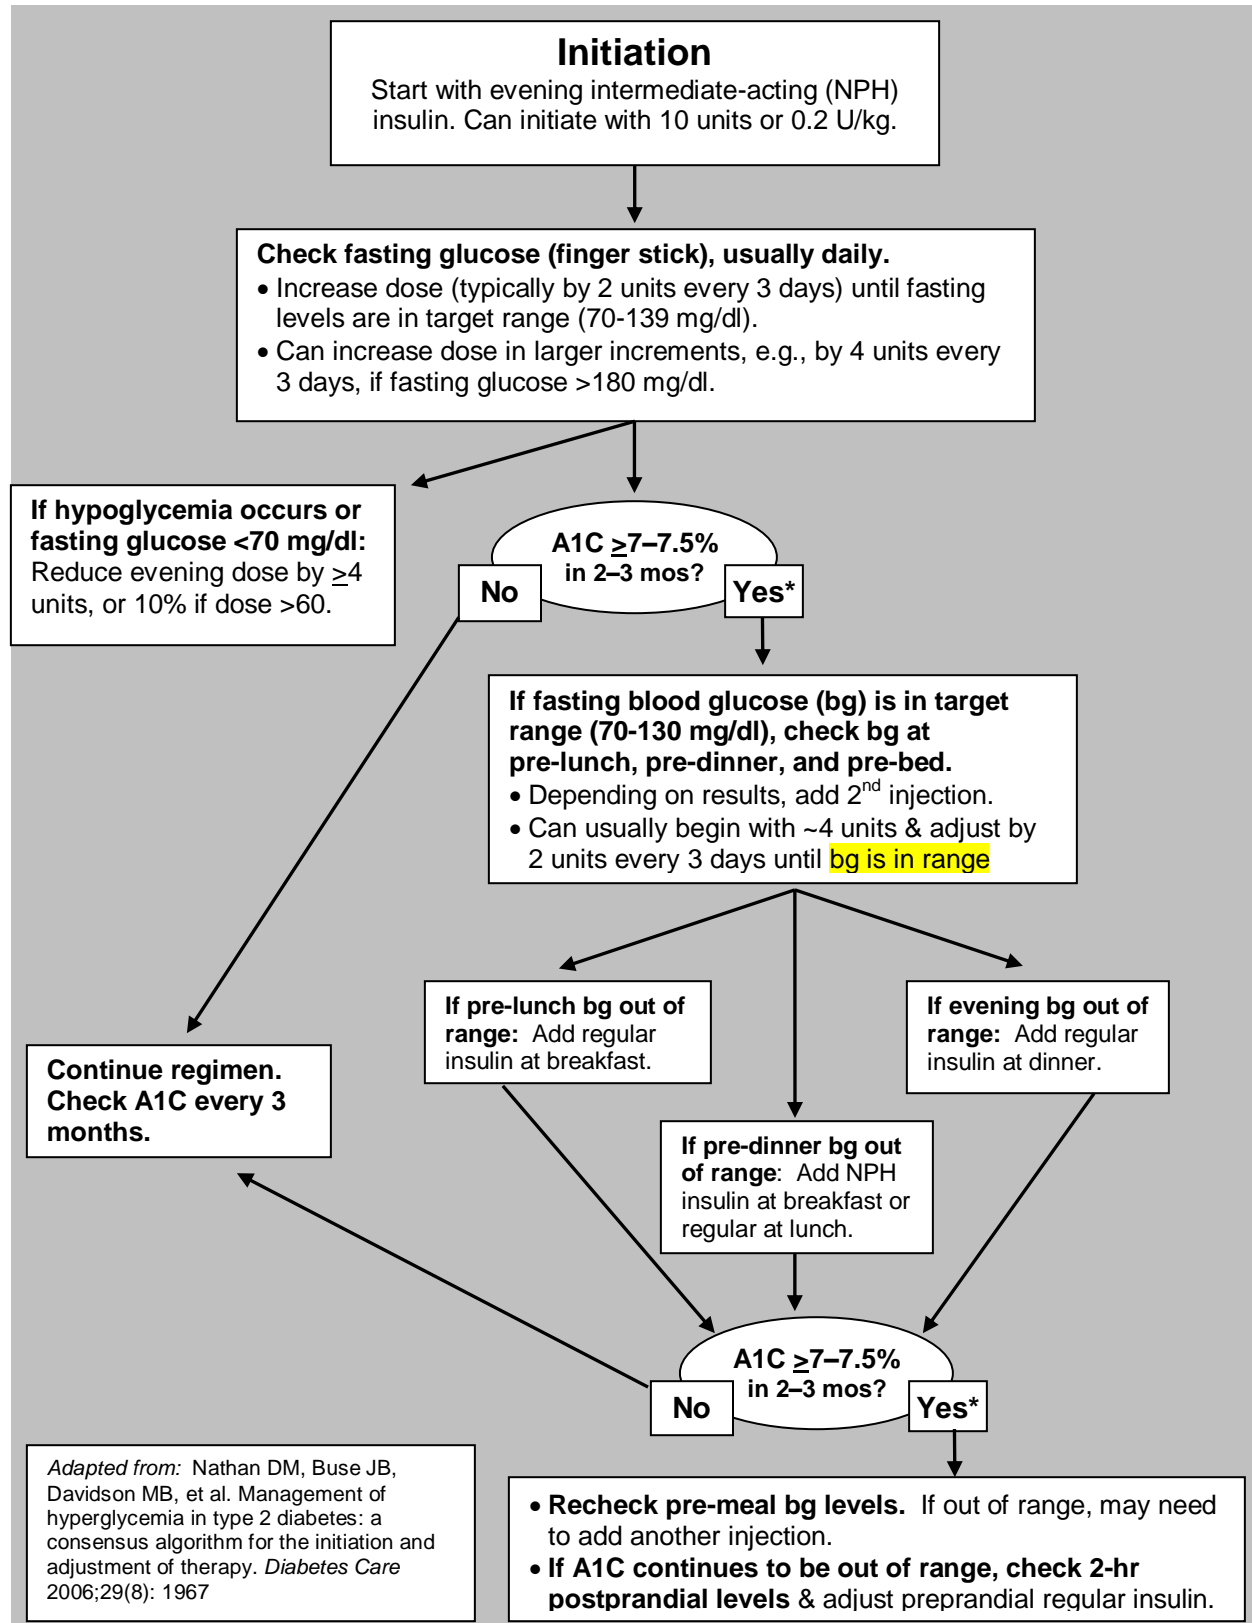 Initiation
Start with evening intermediate-acting (NPH)
insulin. Can initiate with 10 units or 0.2 U/kg.
Check fasting glucose (finger stick), usually daily.
• Increase dose (typically by 2 units every 3 days) until fasting
levels are in target range (70-139 mg/dl).
• Can increase dose in larger increments, e.g., by 4 units every
3 days, if fasting glucose >180 mg/dl.
If hypoglycemia occurs or
fasting glucose <70 mg/dl:
Reduce evening dose by ≥4
units, or 10% if dose >60.
A1C ≥7–7.5%
in 2–3 mos?
No
Yes*
If fasting blood glucose (bg) is in target
range (70-130 mg/dl), check bg at
pre-lunch, pre-dinner, and pre-bed.
• Depending on results, add 2nd injection.
• Can usually begin with ~4 units & adjust by
2 units every 3 days until bg is in range
If pre-lunch bg out of
range: Add regular
insulin at breakfast.
If evening bg out of
range: Add regular
insulin at dinner.
Continue regimen.
Check A1C every 3
months.
If pre-dinner bg out
of range: Add NPH
insulin at breakfast or
regular at lunch.
A1C ≥7–7.5%
in 2–3 mos?
No
Yes*
Adapted from: Nathan DM, Buse JB,
Davidson MB, et al. Management of
hyperglycemia in type 2 diabetes: a
consensus algorithm for the initiation and
adjustment of therapy. Diabetes Care
2006;29(8): 1967
• Recheck pre-meal bg levels. If out of range, may need
to add another injection.
• If A1C continues to be out of range, check 2-hr
postprandial levels & adjust preprandial regular insulin.